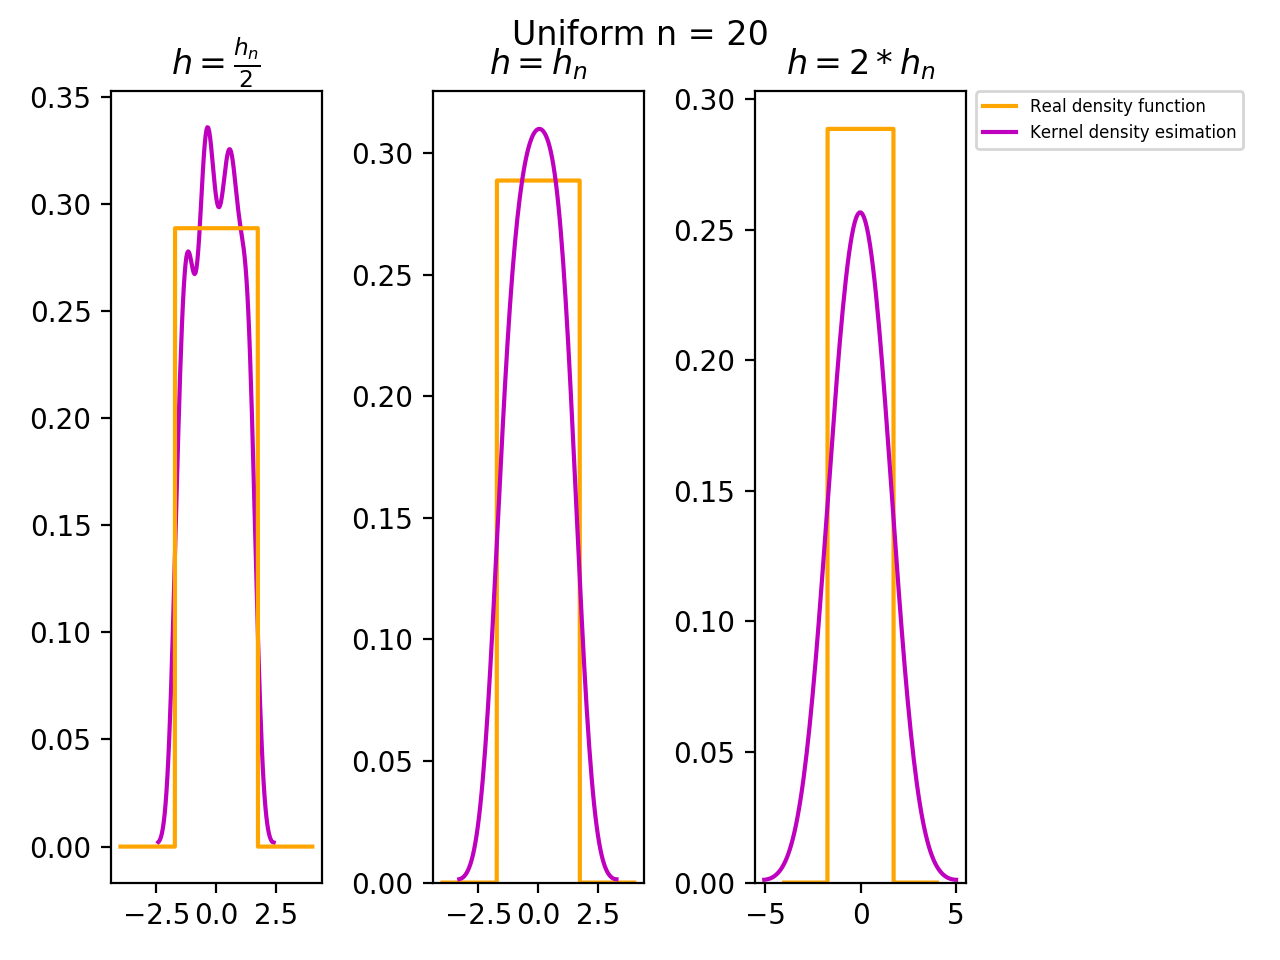 Uniform n = 20
h = h_n/2
h = h_n
h = 2 * h_n
Real density function
Kernel density esimation
0.35
0.30
0.25
0.20
0.15
0.10
0.05
0.00
−2.5 0.0 2.5
0.30
0.25
0.20
0.15
0.10
0.05
0.00
−2.5 0.0 2.5
0.30
0.25
0.20
0.15
0.10
0.05
0.00
−5 0 5